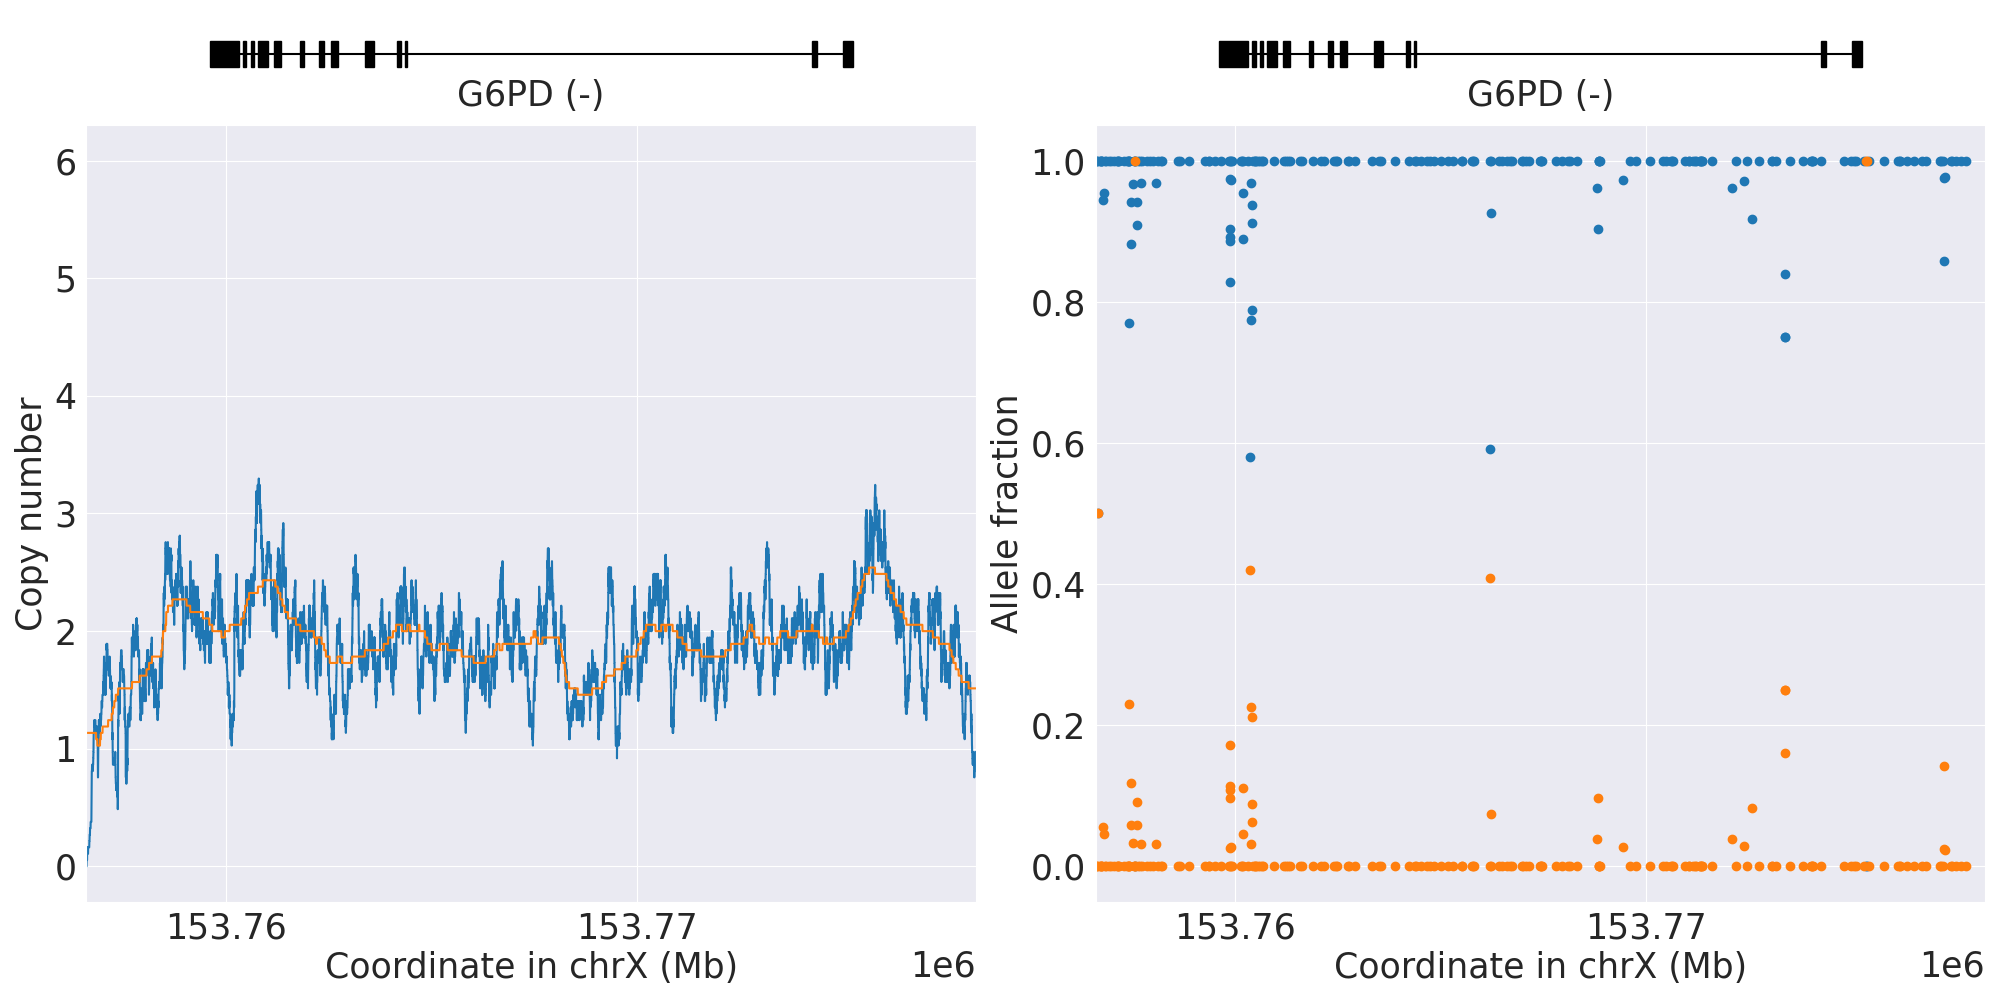 G6PD (-)
6
5
4
3
2
1
0
Copy number
153.76
153.77
Coordinate in chrX (Mb)
1e6
G6PD (-)
1.0
0.8
0.6
0.4
0.2
0.0
Allele fraction
153.76
153.77
Coordinate in chrX (Mb)
1e6